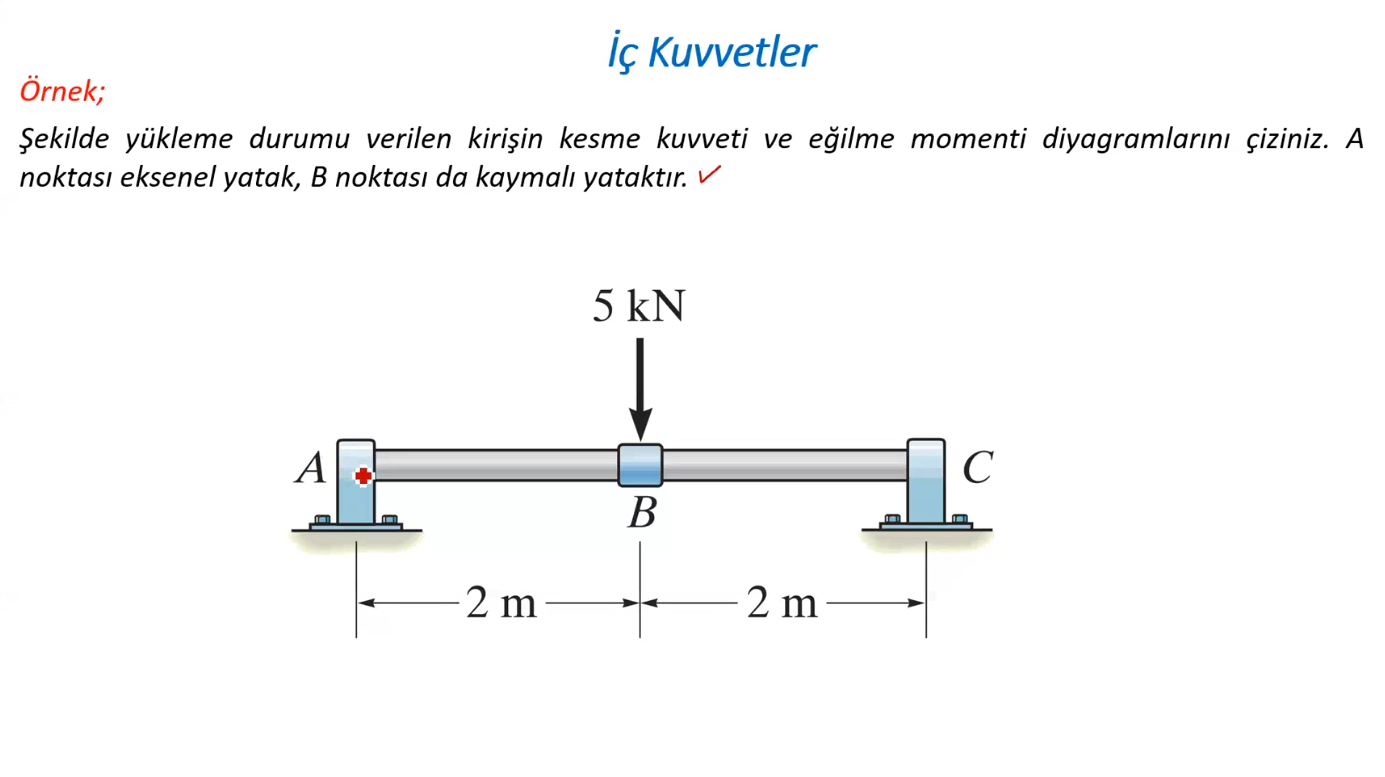 İç Kuvvetler
Örnek;
Şekilde yükleme durumu verilen kirişin kesme kuvveti ve eğilme momenti diyagramlarını çiziniz. A
noktası eksenel yatak, B noktası da kaymalı yataktır.
5 kN
A
C
B
2 m
2 m